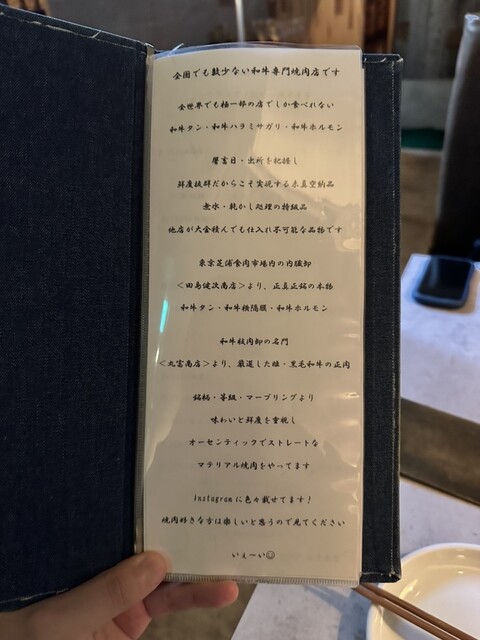 全国でも数少ない和牛専門焼肉店です
全世界でも極一部の店でしか食べれない
和牛タン・和牛ハラミサガリ・和牛ホルモン
屠畜日・出所を把握し
鮮度抜群だからこそ実現する未真空納品
無水・乾かし処理の特級品
他店が大金積んでも仕入れ不可能な品物です
東京芝浦食肉市場内の内臓卸
＜田島健次商店＞より、正真正銘の本物
和牛タン・和牛横隔膜・和牛ホルモン
和牛枝肉卸の名門
＜丸富商店＞より、厳選した雌・黒毛和牛の正肉
銘柄・等級・マーブリングより
味わいと鮮度を重視し
オーセンティックでストレートな
マテリアル焼肉をやってます
instagramに色々載せてます！
焼肉好きな方は楽しいと思うので見てください
いぇ〜い☺